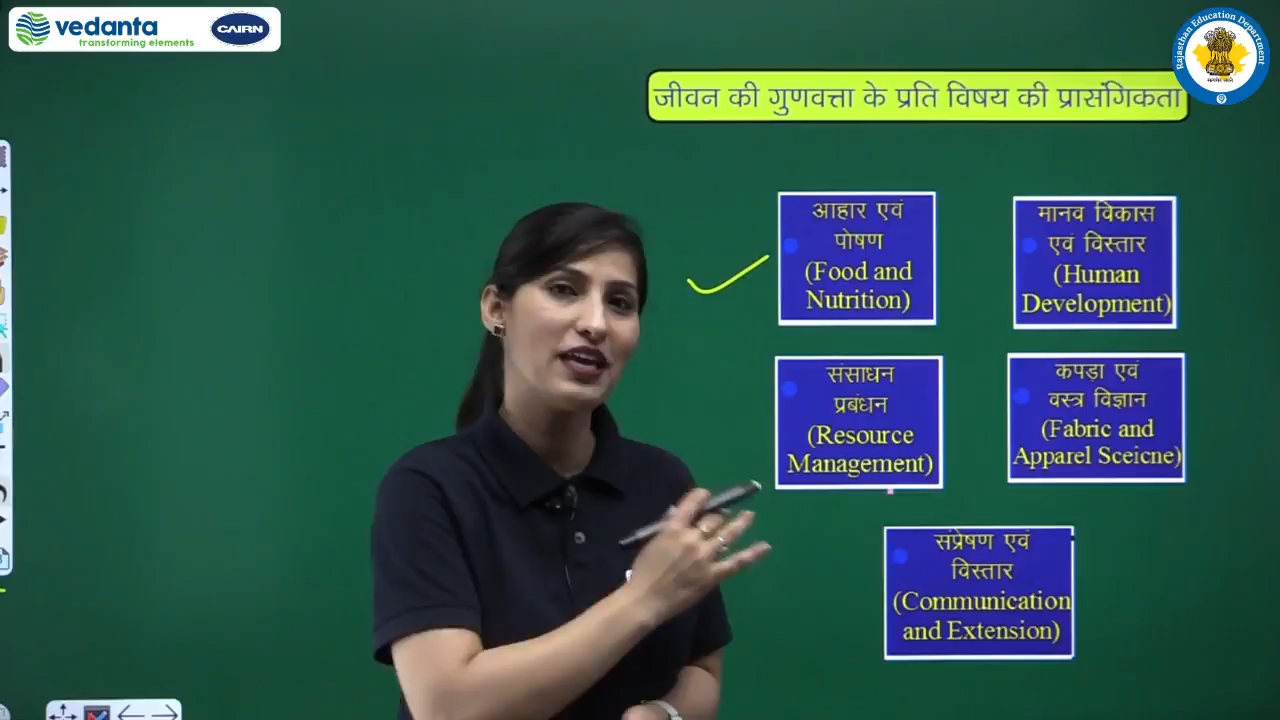 vedanta
transforming elements
CAIRN
Rajasthan Education Department
जीवन की गुणवत्ता के प्रति विषय की प्रासंगिकता
आहार एवं
पोषण
(Food and
Nutrition)
मानव विकास
एवं विस्तार
(Human
Development)
संसाधन
प्रबंधन
(Resource
Management)
कपड़ा एवं
वस्त्र विज्ञान
(Fabric and
Apparel Sceicne)
संप्रेषण एवं
विस्तार
(Communication
and Extension)